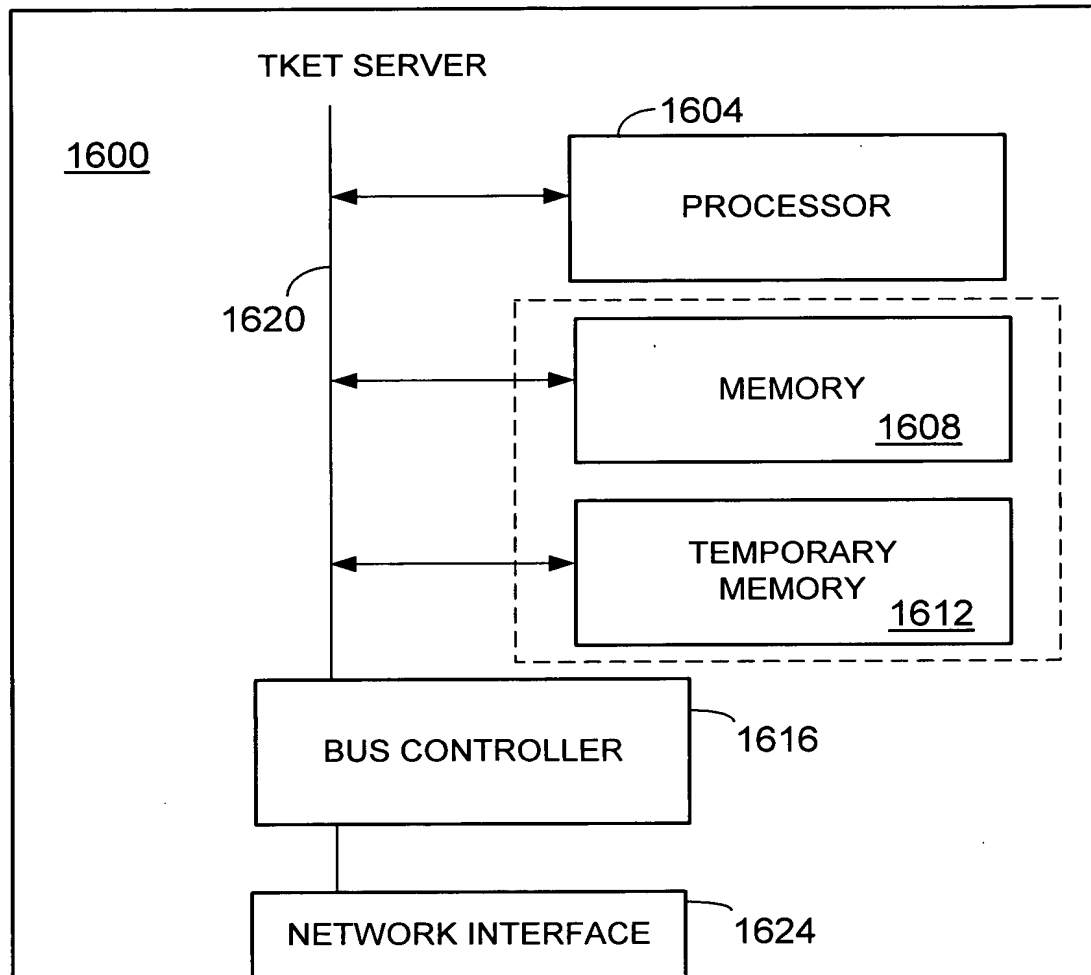 TKET SERVER
1604
1600
PROCESSOR
1620
MEMORY
1608
TEMPORARY
MEMORY
1612
BUS CONTROLLER
1616
NETWORK INTERFACE
1624